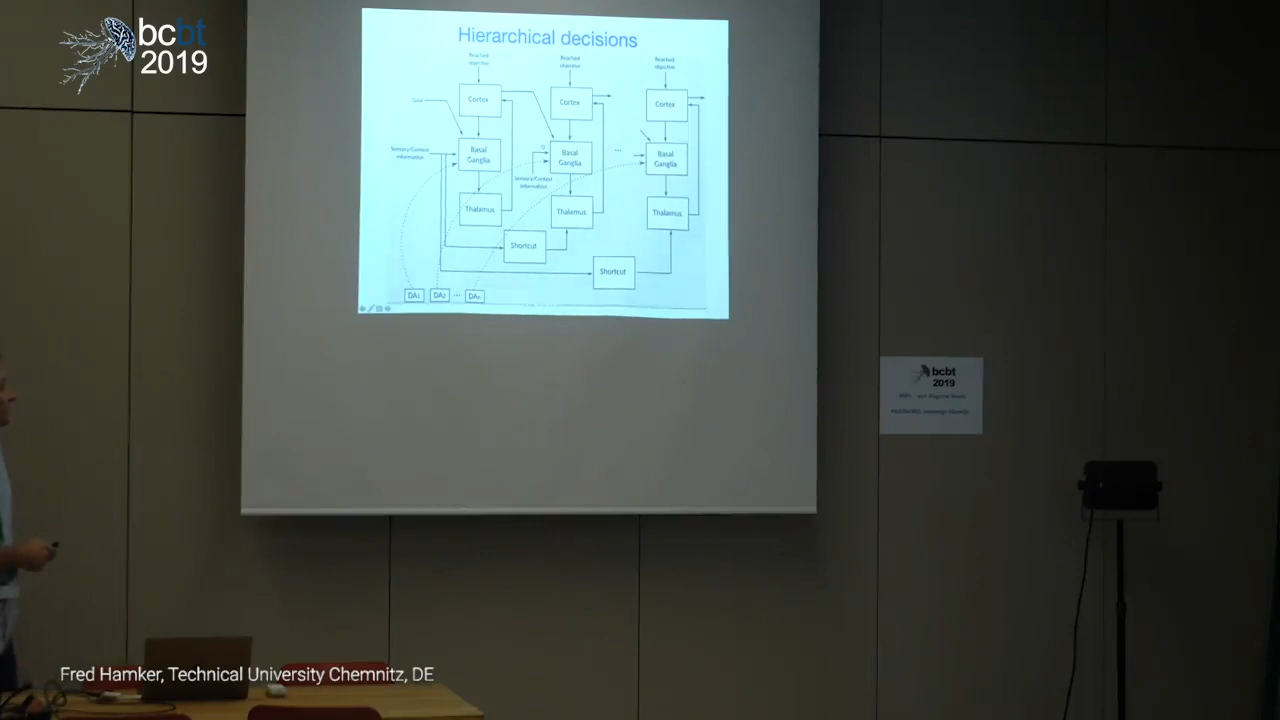 bcbt
2019
Hierarchical decisions
Reached
objective
Reached
objective
Reached
objective
Cortex
Cortex
Cortex
Goal
Sensory/Context
information
Basal
Ganglia
Basal
Ganglia
...
Basal
Ganglia
Sensory/Context
information
Thalamus
Thalamus
Thalamus
Shortcut
Shortcut
DA1
DA2
...
DAn
bcbt
2019
Fred Hamker, Technical University Chemnitz, DE